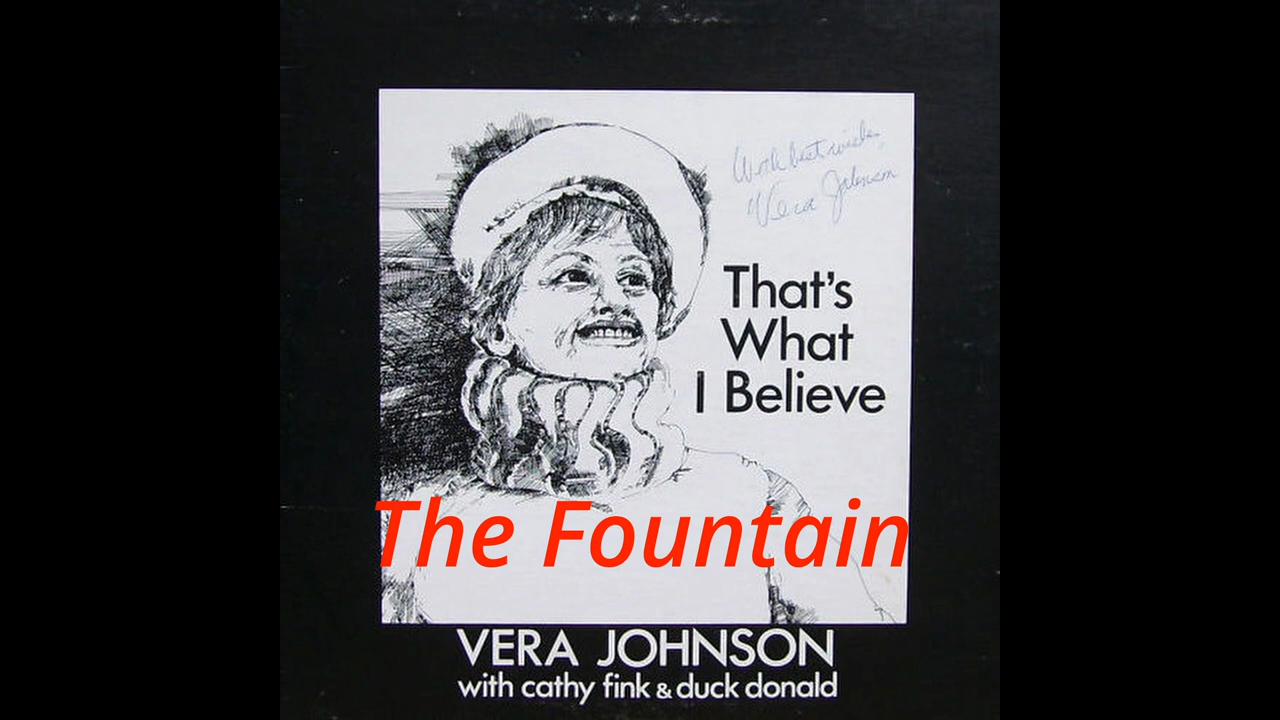 With best wishes,
Vera Johnson
That's
What
I Believe
The Fountain
VERA JOHNSON
with cathy fink & duck donald